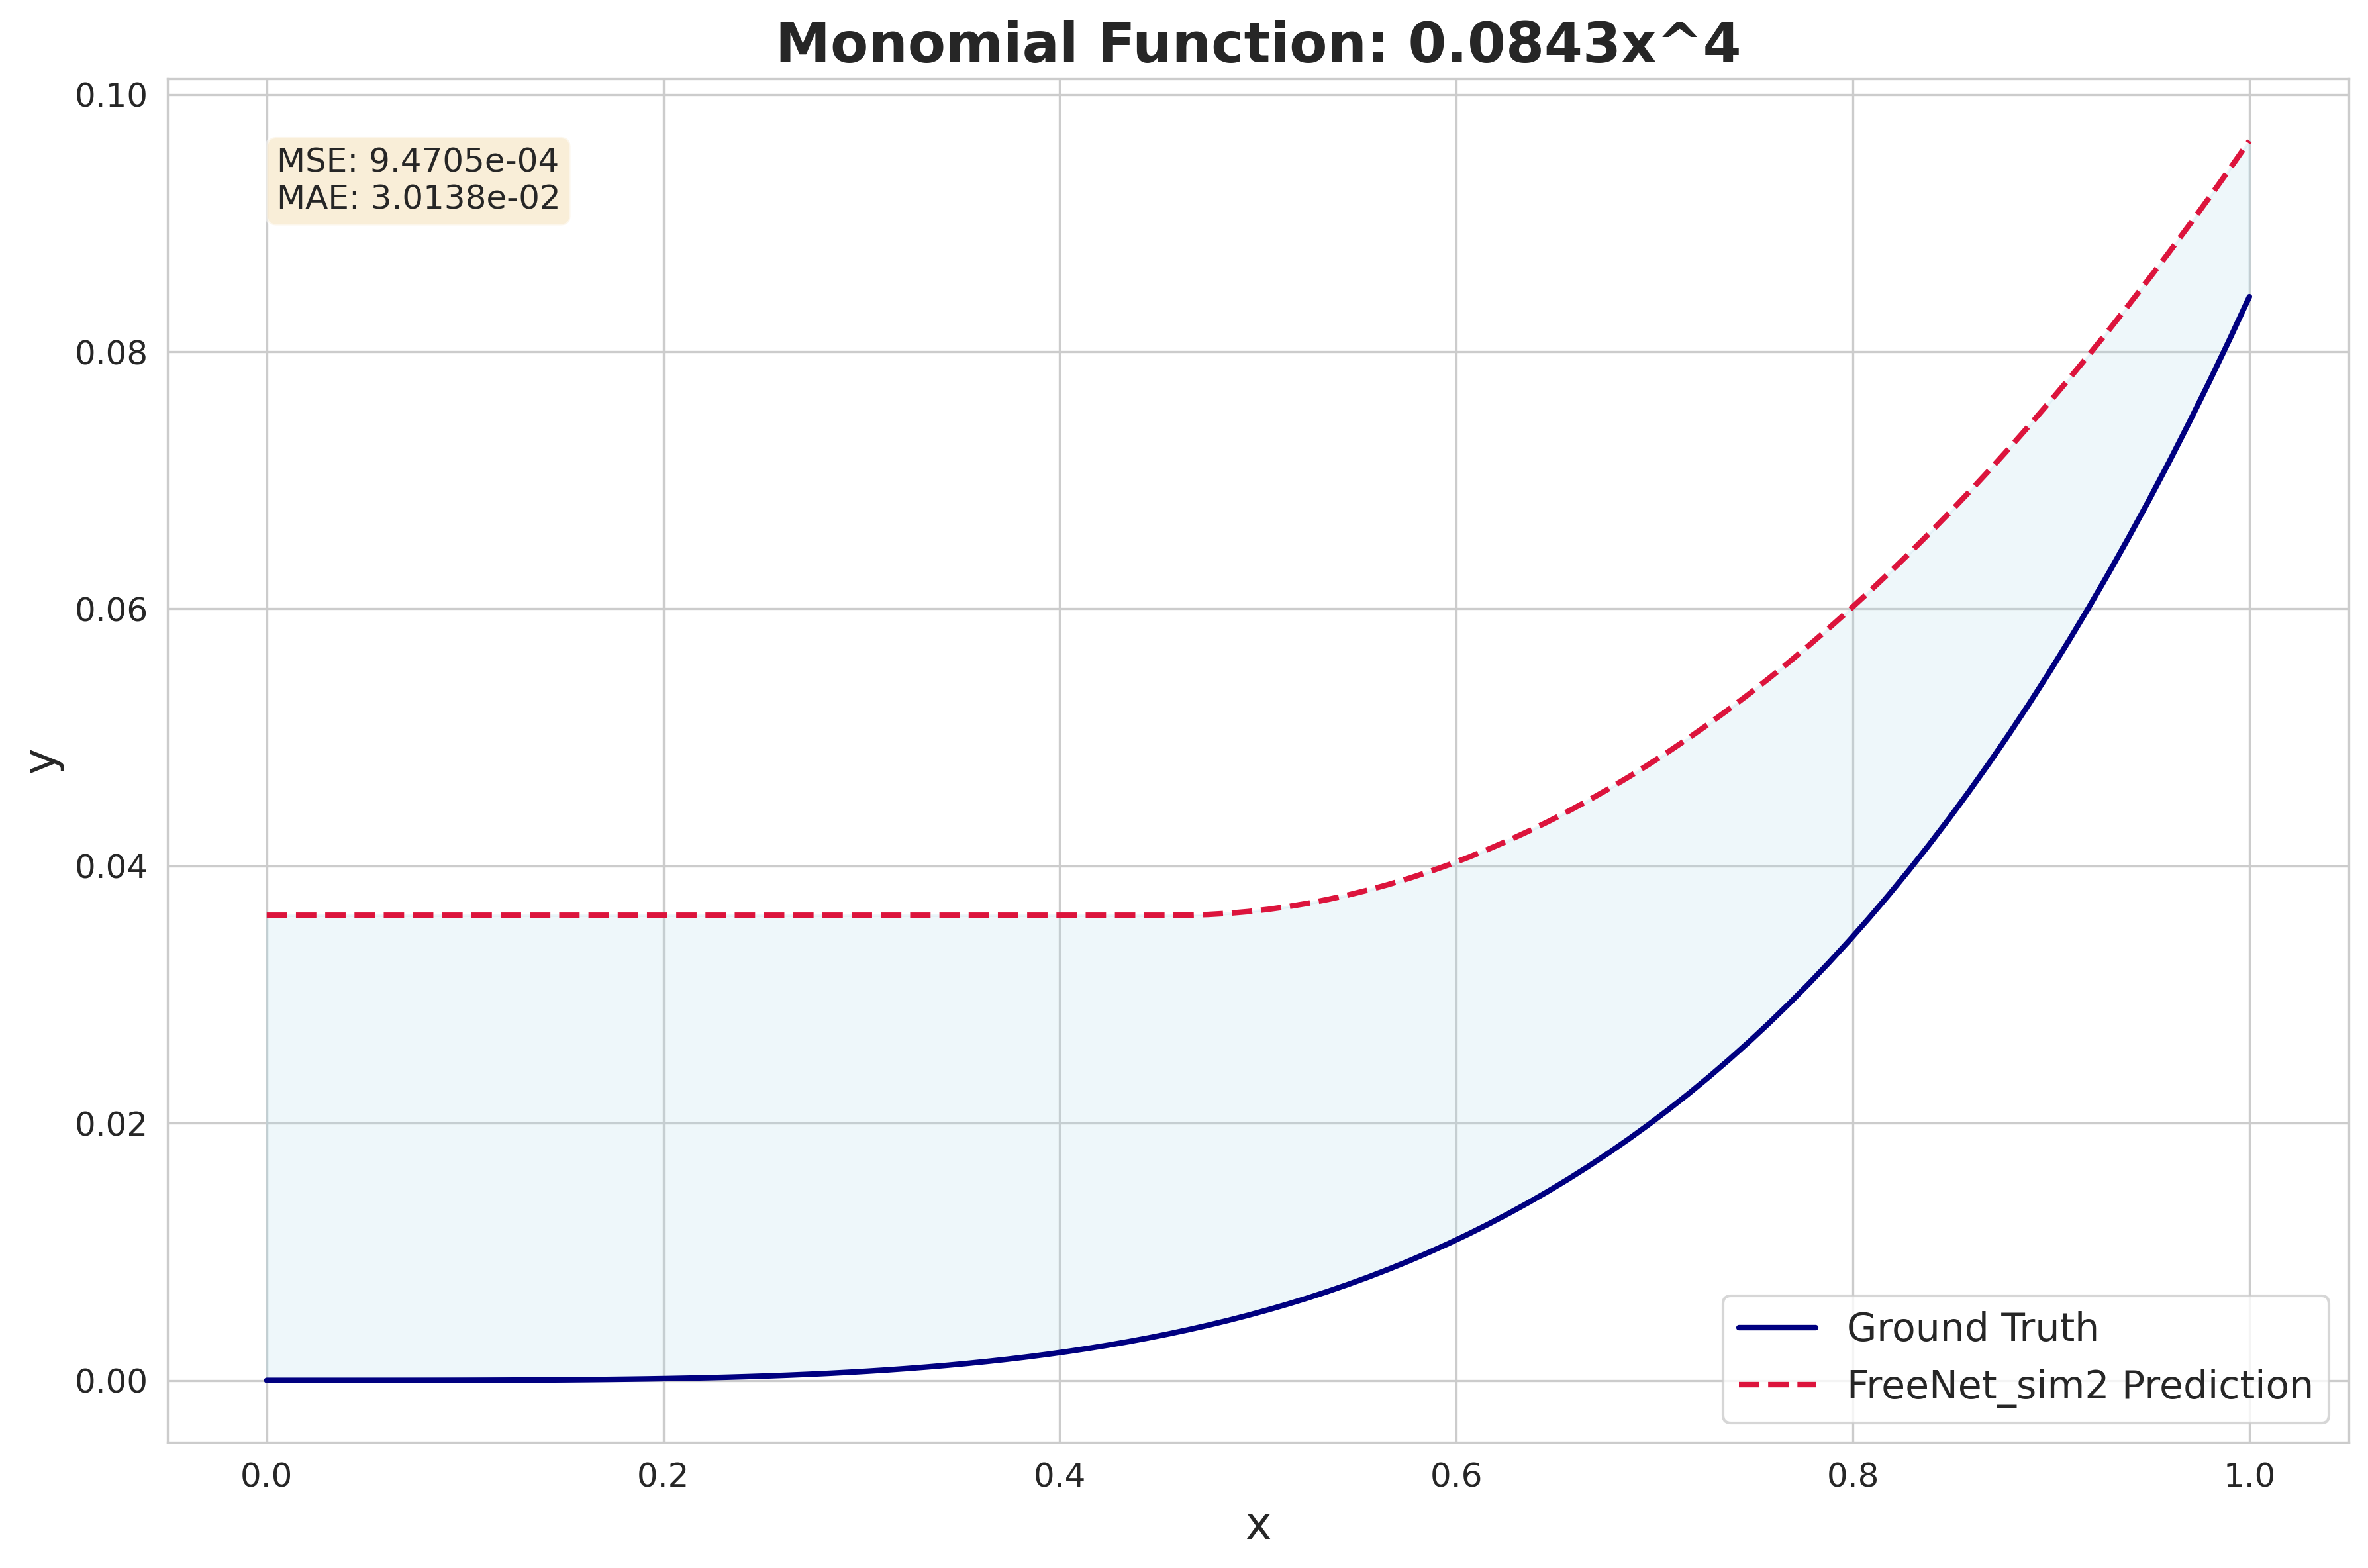 Monomial Function: 0.0843x^4
0.10
0.08
0.06
0.04
0.02
0.00
MSE: 9.4705e-04
MAE: 3.0138e-02
y
Ground Truth
FreeNet_sim2 Prediction
0.0 0.2 0.4 0.6 0.8 1.0
x